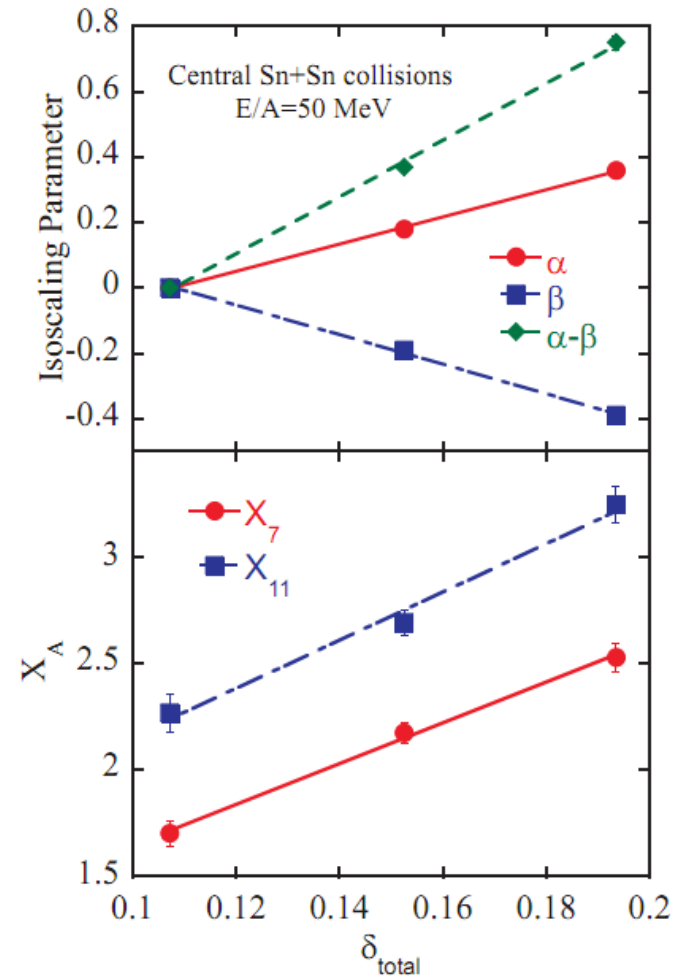 0.8
Central Sn+Sn collisions
E/A=50 MeV
0.6
0.4
0.2
0
-0.2
-0.4
Isoscaling Parameter
α
β
α-β
X₇
X₁₁
3
2.5
2
1.5
X_A
0.1 0.12 0.14 0.16 0.18 0.2
δ_total